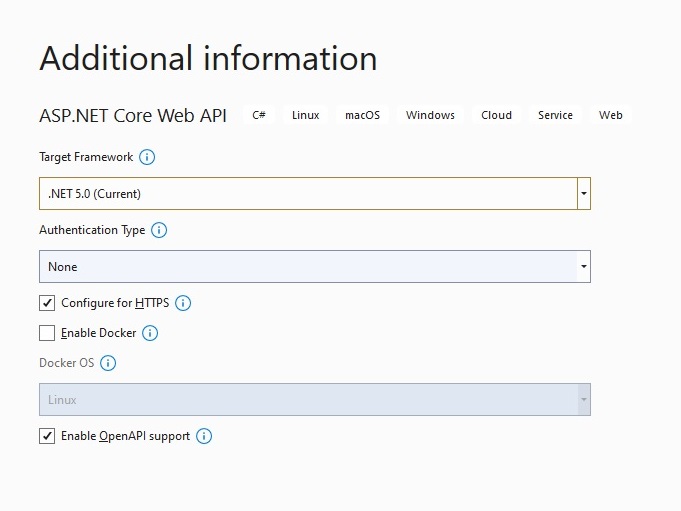 Additional information
ASP.NET Core Web API C# Linux macOS Windows Cloud Service Web
Target Framework
.NET 5.0 (Current)
Authentication Type
None
Configure for HTTPS
Enable Docker
Docker OS
Linux
Enable OpenAPI support